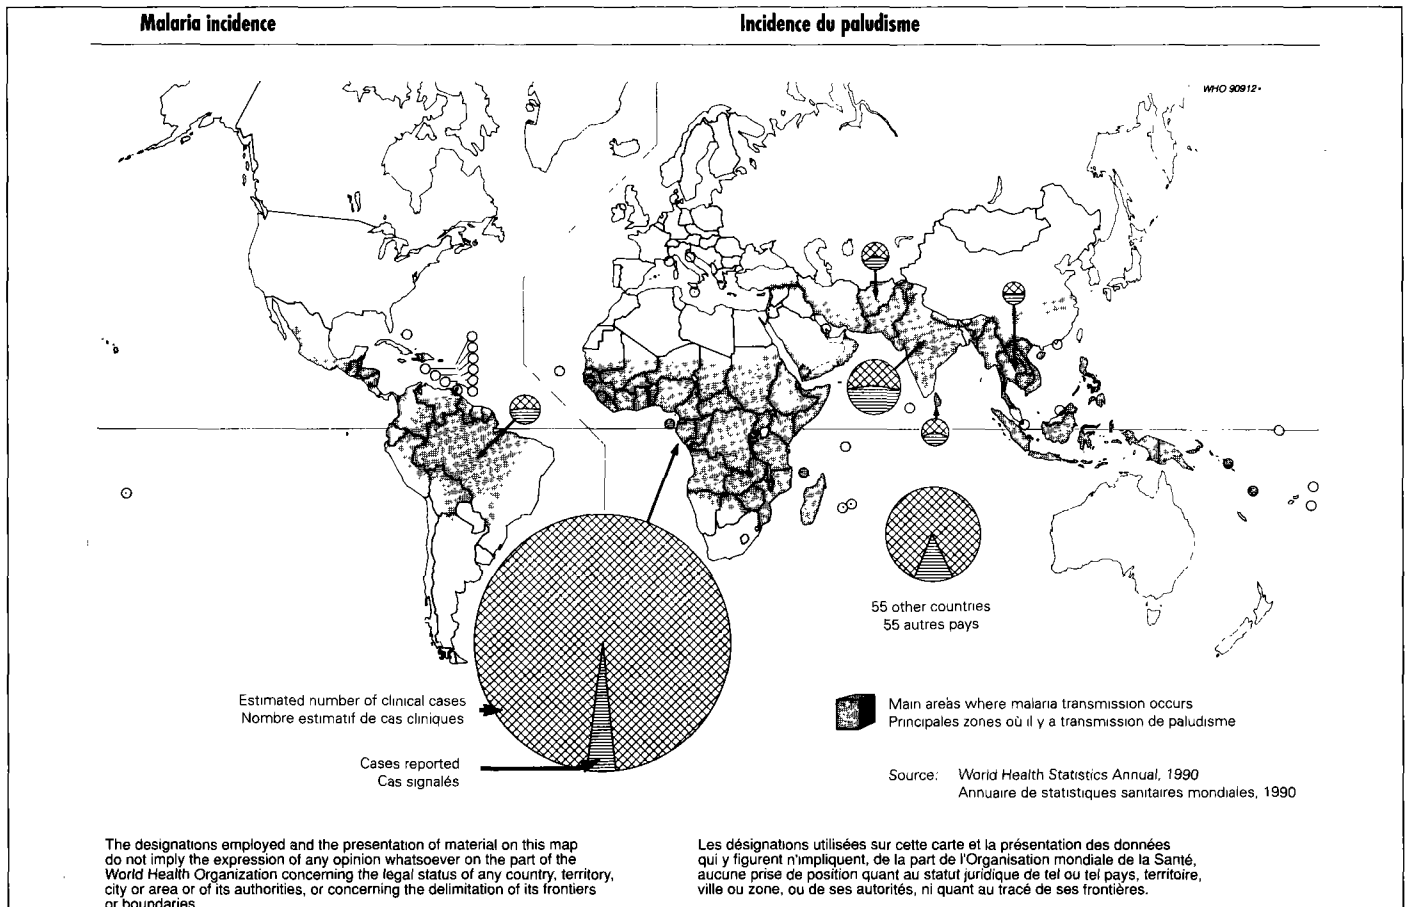 Malaria incidence
Incidence du paludisme
WHO 90912
55 other countries
55 autres pays
Estimated number of clinical cases
Nombre estimatif de cas cliniques
Cases reported
Cas signalés
Main areas where malaria transmission occurs
Principales zones où il y a transmission de paludisme
Source: World Health Statistics Annual, 1990
Annuaire de statistiques sanitaires mondiales, 1990
The designations employed and the presentation of material on this map
do not imply the expression of any opinion whatsoever on the part of the
World Health Organization concerning the legal status of any country, territory,
city or area or of its authorities, or concerning the delimitation of its frontiers
or boundaries
Les désignations utilisées sur cette carte et la présentation des données
qui y figurent n'impliquent, de la part de l'Organisation mondiale de la Santé,
aucune prise de position quant au statut juridique de tel ou tel pays, territoire,
ville ou zone, ou de ses autorités, ni quant au tracé de ses frontières.